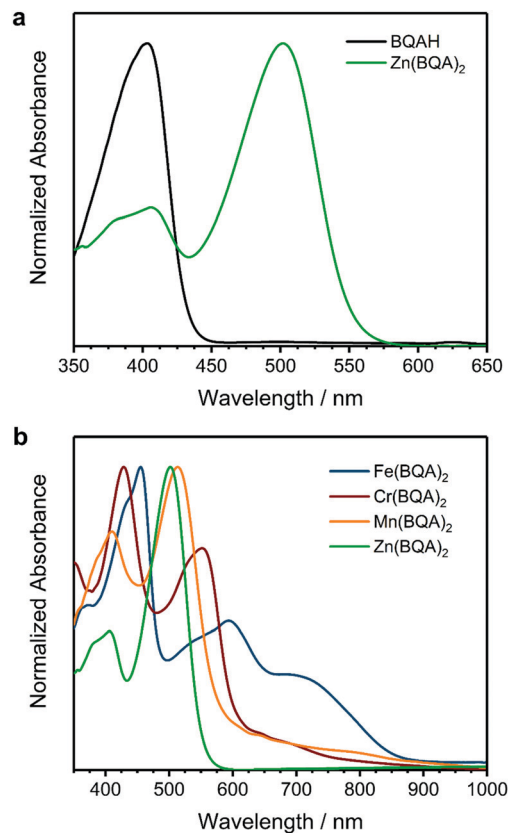 a
BQAH
Zn(BQA)₂
Normalized Absorbance
350 400 450 500 550 600 650
Wavelength / nm
b
Fe(BQA)₂
Cr(BQA)₂
Mn(BQA)₂
Zn(BQA)₂
Normalized Absorbance
400 500 600 700 800 900 1000
Wavelength / nm